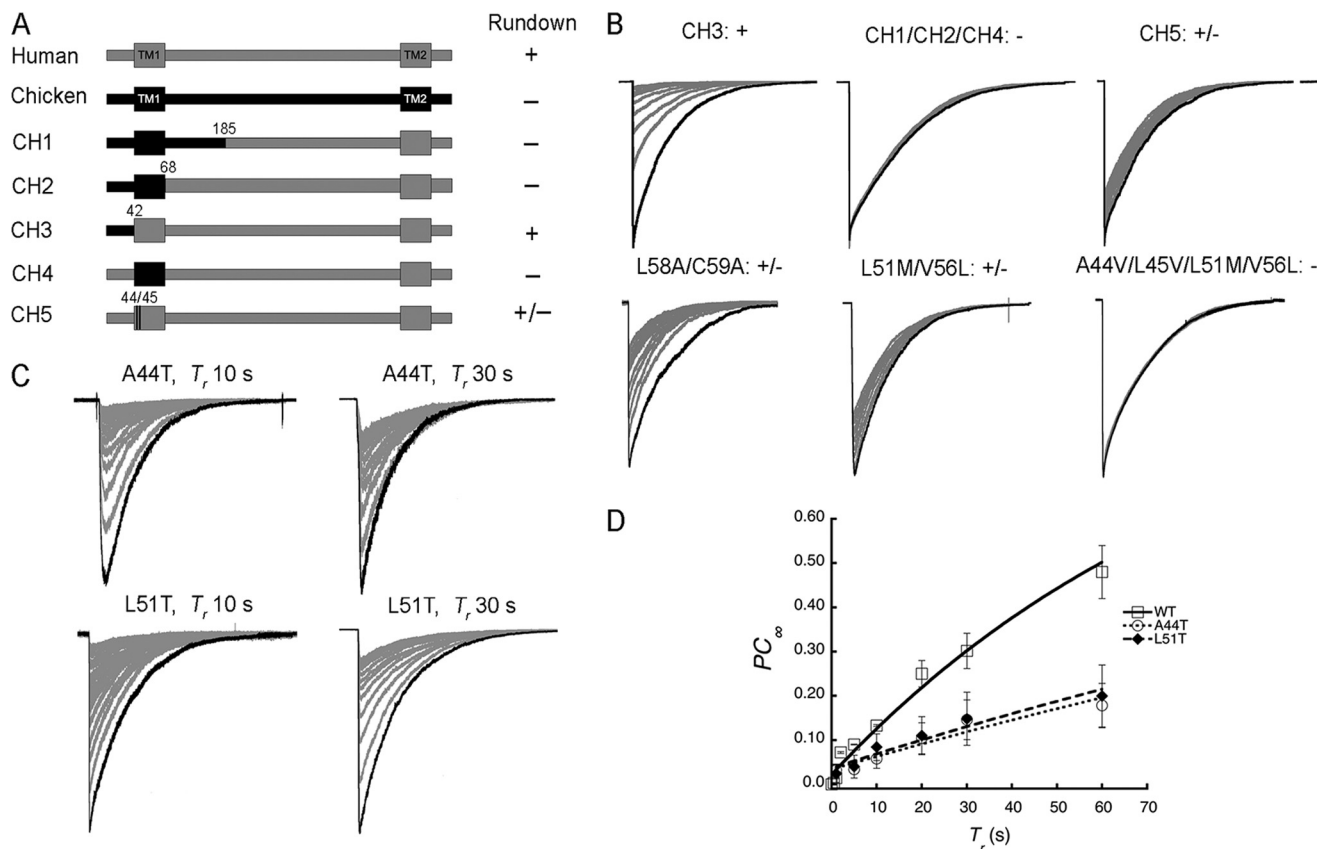 A
Rundown
Human TM1 TM2 +
Chicken TM1 TM2 –
185
CH1 –
68
CH2 –
42
CH3 +
CH4 –
44/45
CH5 +/–
B
CH3: +
CH1/CH2/CH4: -
CH5: +/-
L58A/C59A: +/-
L51M/V56L: +/-
A44V/L45V/L51M/V56L: -
C
A44T, Tr 10 s
A44T, Tr 30 s
L51T, Tr 10 s
L51T, Tr 30 s
D
0.60
0.50
0.40
0.30
0.20
0.10
0.0
PC∞
WT
A44T
L51T
0 10 20 30 40 50 60 70
Tr (s)